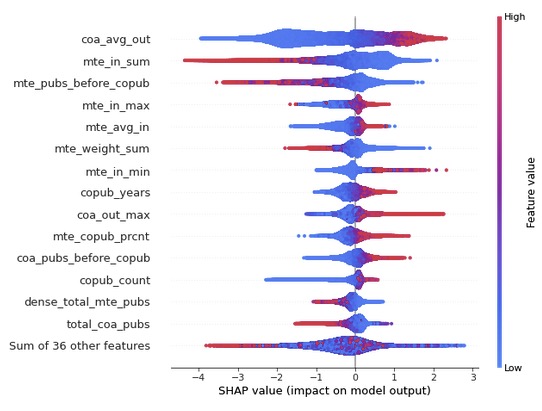 High
coa_avg_out
mte_in_sum
mte_pubs_before_copub
mte_in_max
mte_avg_in
mte_weight_sum
mte_in_min
copub_years
coa_out_max
mte_copub_prcnt
coa_pubs_before_copub
copub_count
dense_total_mte_pubs
total_coa_pubs
Sum of 36 other features
Feature value
Low
−4 −3 −2 −1 0 1 2 3
SHAP value (impact on model output)